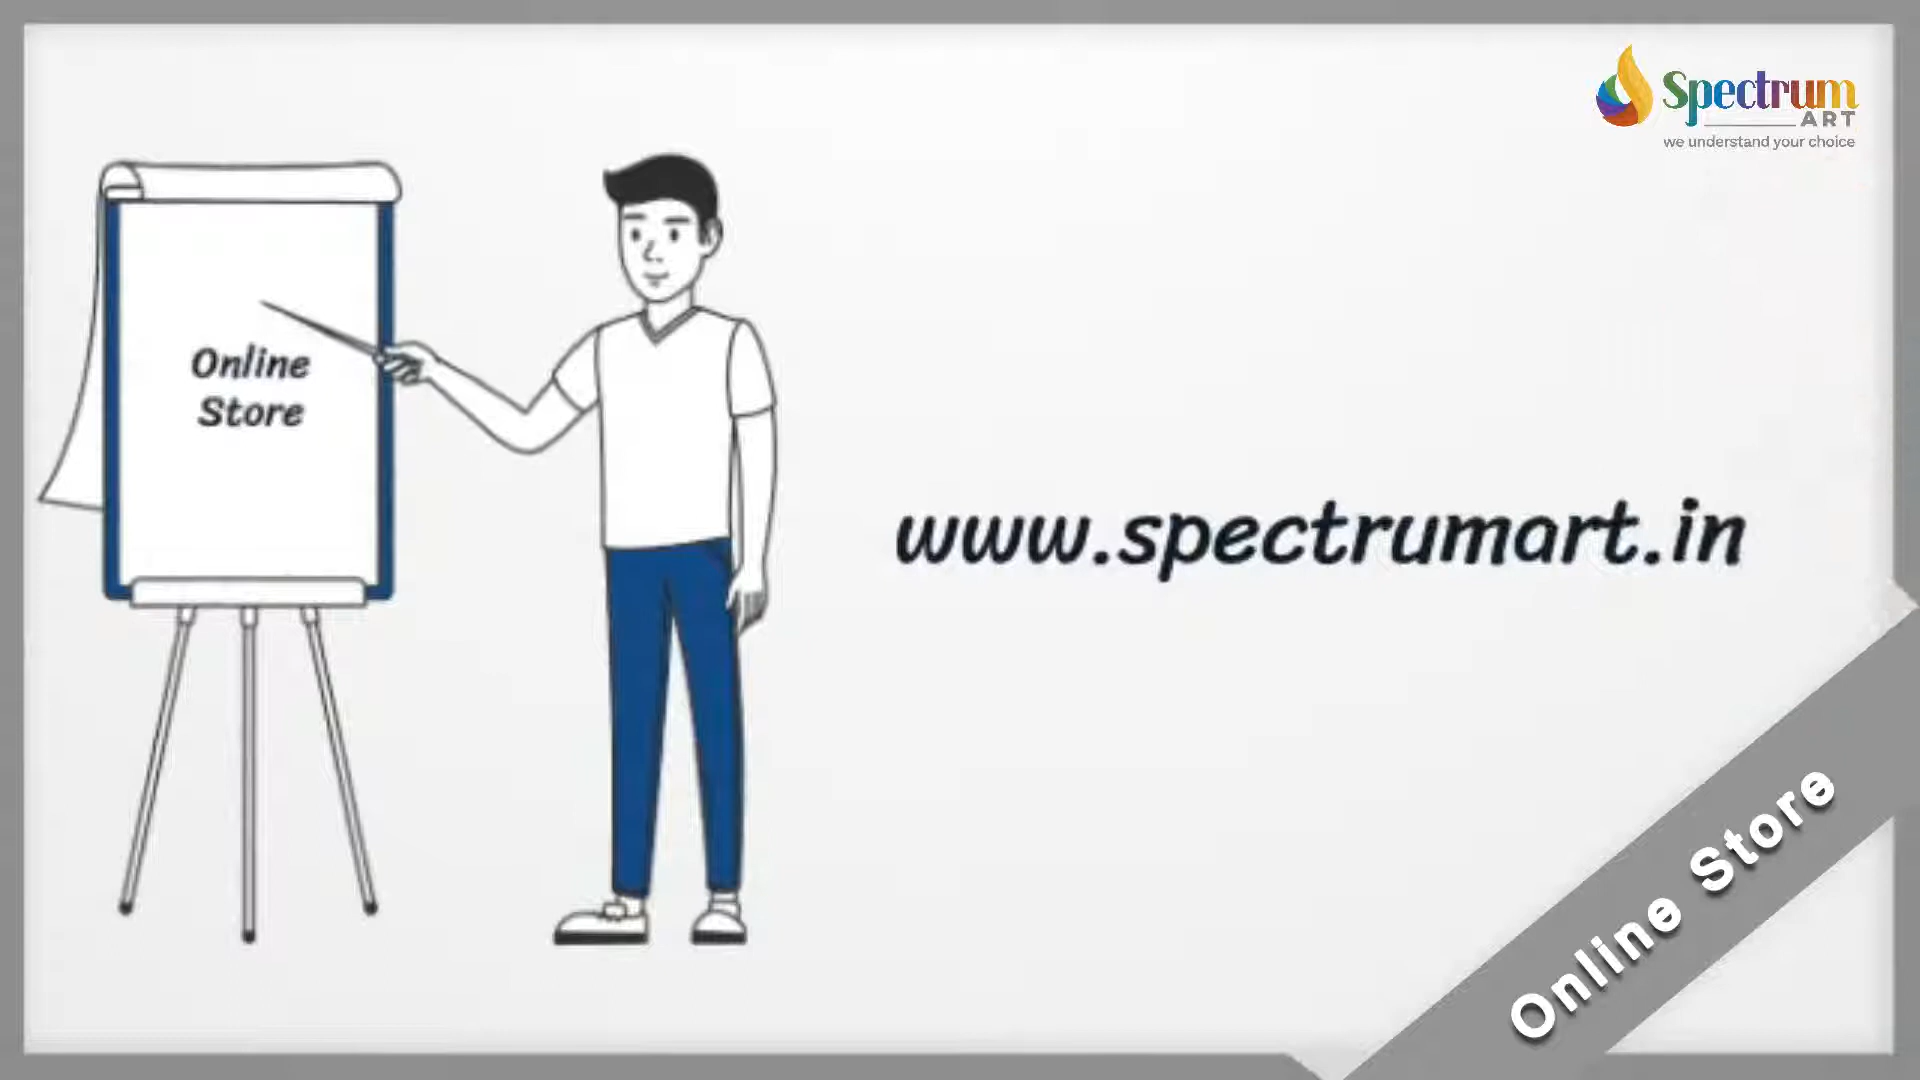 Spectrum
ART
we understand your choice
Online
Store
www.spectrumart.in
Online Store